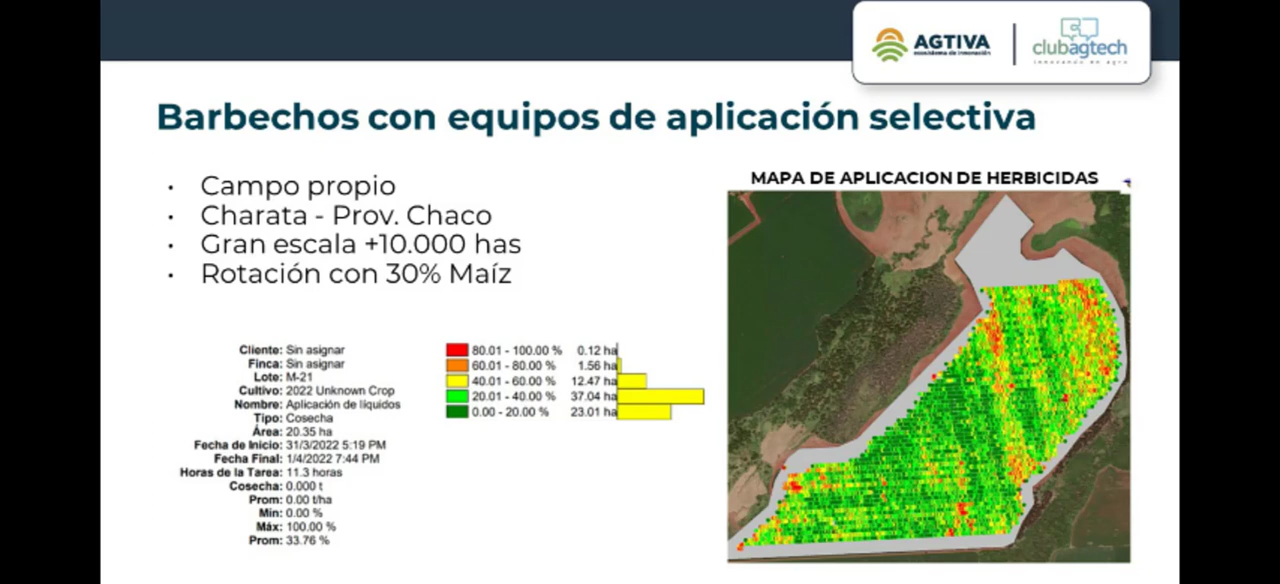 AGTIVA
ecosistema de innovación
clubagtech
innovando en agro
Barbechos con equipos de aplicación selectiva
· Campo propio
· Charata - Prov. Chaco
· Gran escala +10.000 has
· Rotación con 30% Maíz
MAPA DE APLICACION DE HERBICIDAS
Cliente: Sin asignar
Finca: Sin asignar
Lote: M-21
Cultivo: 2022 Unknown Crop
Nombre: Aplicación de líquidos
Tipo: Cosecha
Área: 20.35 ha
Fecha de Inicio: 31/3/2022 5:19 PM
Fecha Final: 1/4/2022 7:44 PM
Horas de la Tarea: 11.3 horas
Cosecha: 0.000 t
Prom: 0.00 t/ha
Min: 0.00 %
Máx: 100.00 %
Prom: 33.76 %
80.01 - 100.00 % 0.12 ha
60.01 - 80.00 % 1.56 ha
40.01 - 60.00 % 12.47 ha
20.01 - 40.00 % 37.04 ha
0.00 - 20.00 % 23.01 ha